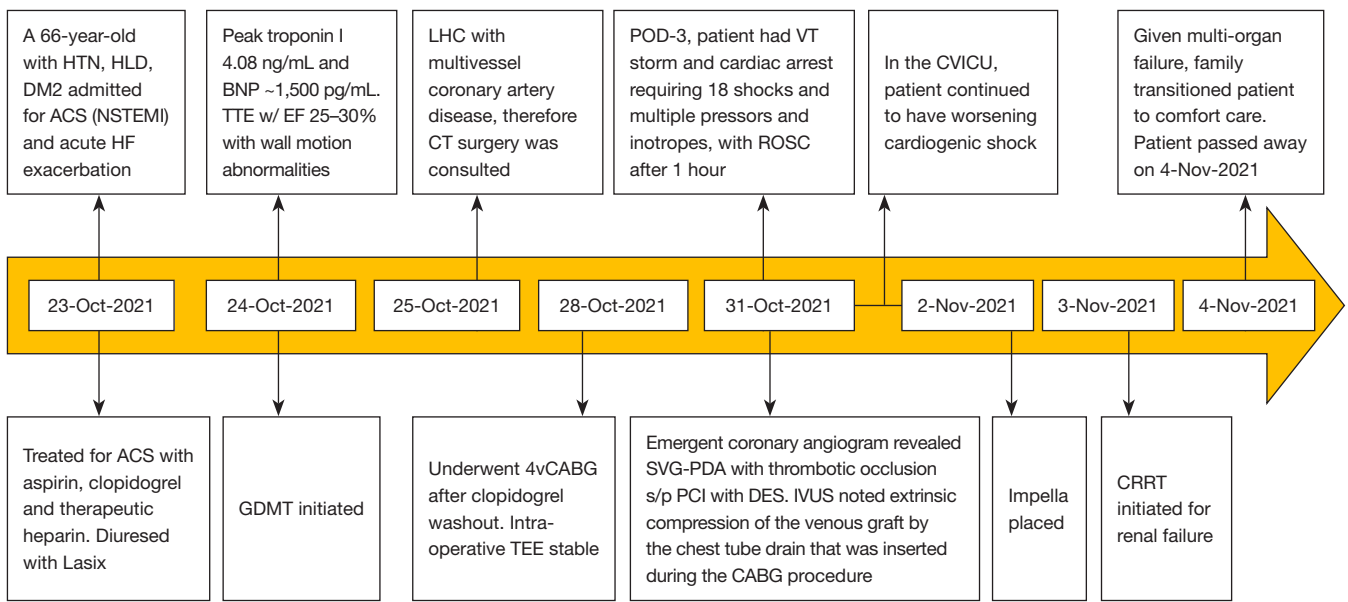 A 66-year-old
with HTN, HLD,
DM2 admitted
for ACS (NSTEMI)
and acute HF
exacerbation
Peak troponin I
4.08 ng/mL and
BNP ~1,500 pg/mL.
TTE w/ EF 25–30%
with wall motion
abnormalities
LHC with
multivessel
coronary artery
disease, therefore
CT surgery was
consulted
POD-3, patient had VT
storm and cardiac arrest
requiring 18 shocks and
multiple pressors and
inotropes, with ROSC
after 1 hour
In the CVICU,
patient continued
to have worsening
cardiogenic shock
Given multi-organ
failure, family
transitioned patient
to comfort care.
Patient passed away
on 4-Nov-2021
23-Oct-2021
24-Oct-2021
25-Oct-2021
28-Oct-2021
31-Oct-2021
2-Nov-2021
3-Nov-2021
4-Nov-2021
Treated for ACS with
aspirin, clopidogrel
and therapeutic
heparin. Diuresed
with Lasix
GDMT initiated
Underwent 4vCABG
after clopidogrel
washout. Intra-
operative TEE stable
Emergent coronary angiogram revealed
SVG-PDA with thrombotic occlusion
s/p PCI with DES. IVUS noted extrinsic
compression of the venous graft by
the chest tube drain that was inserted
during the CABG procedure
Impella
placed
CRRT
initiated for
renal failure